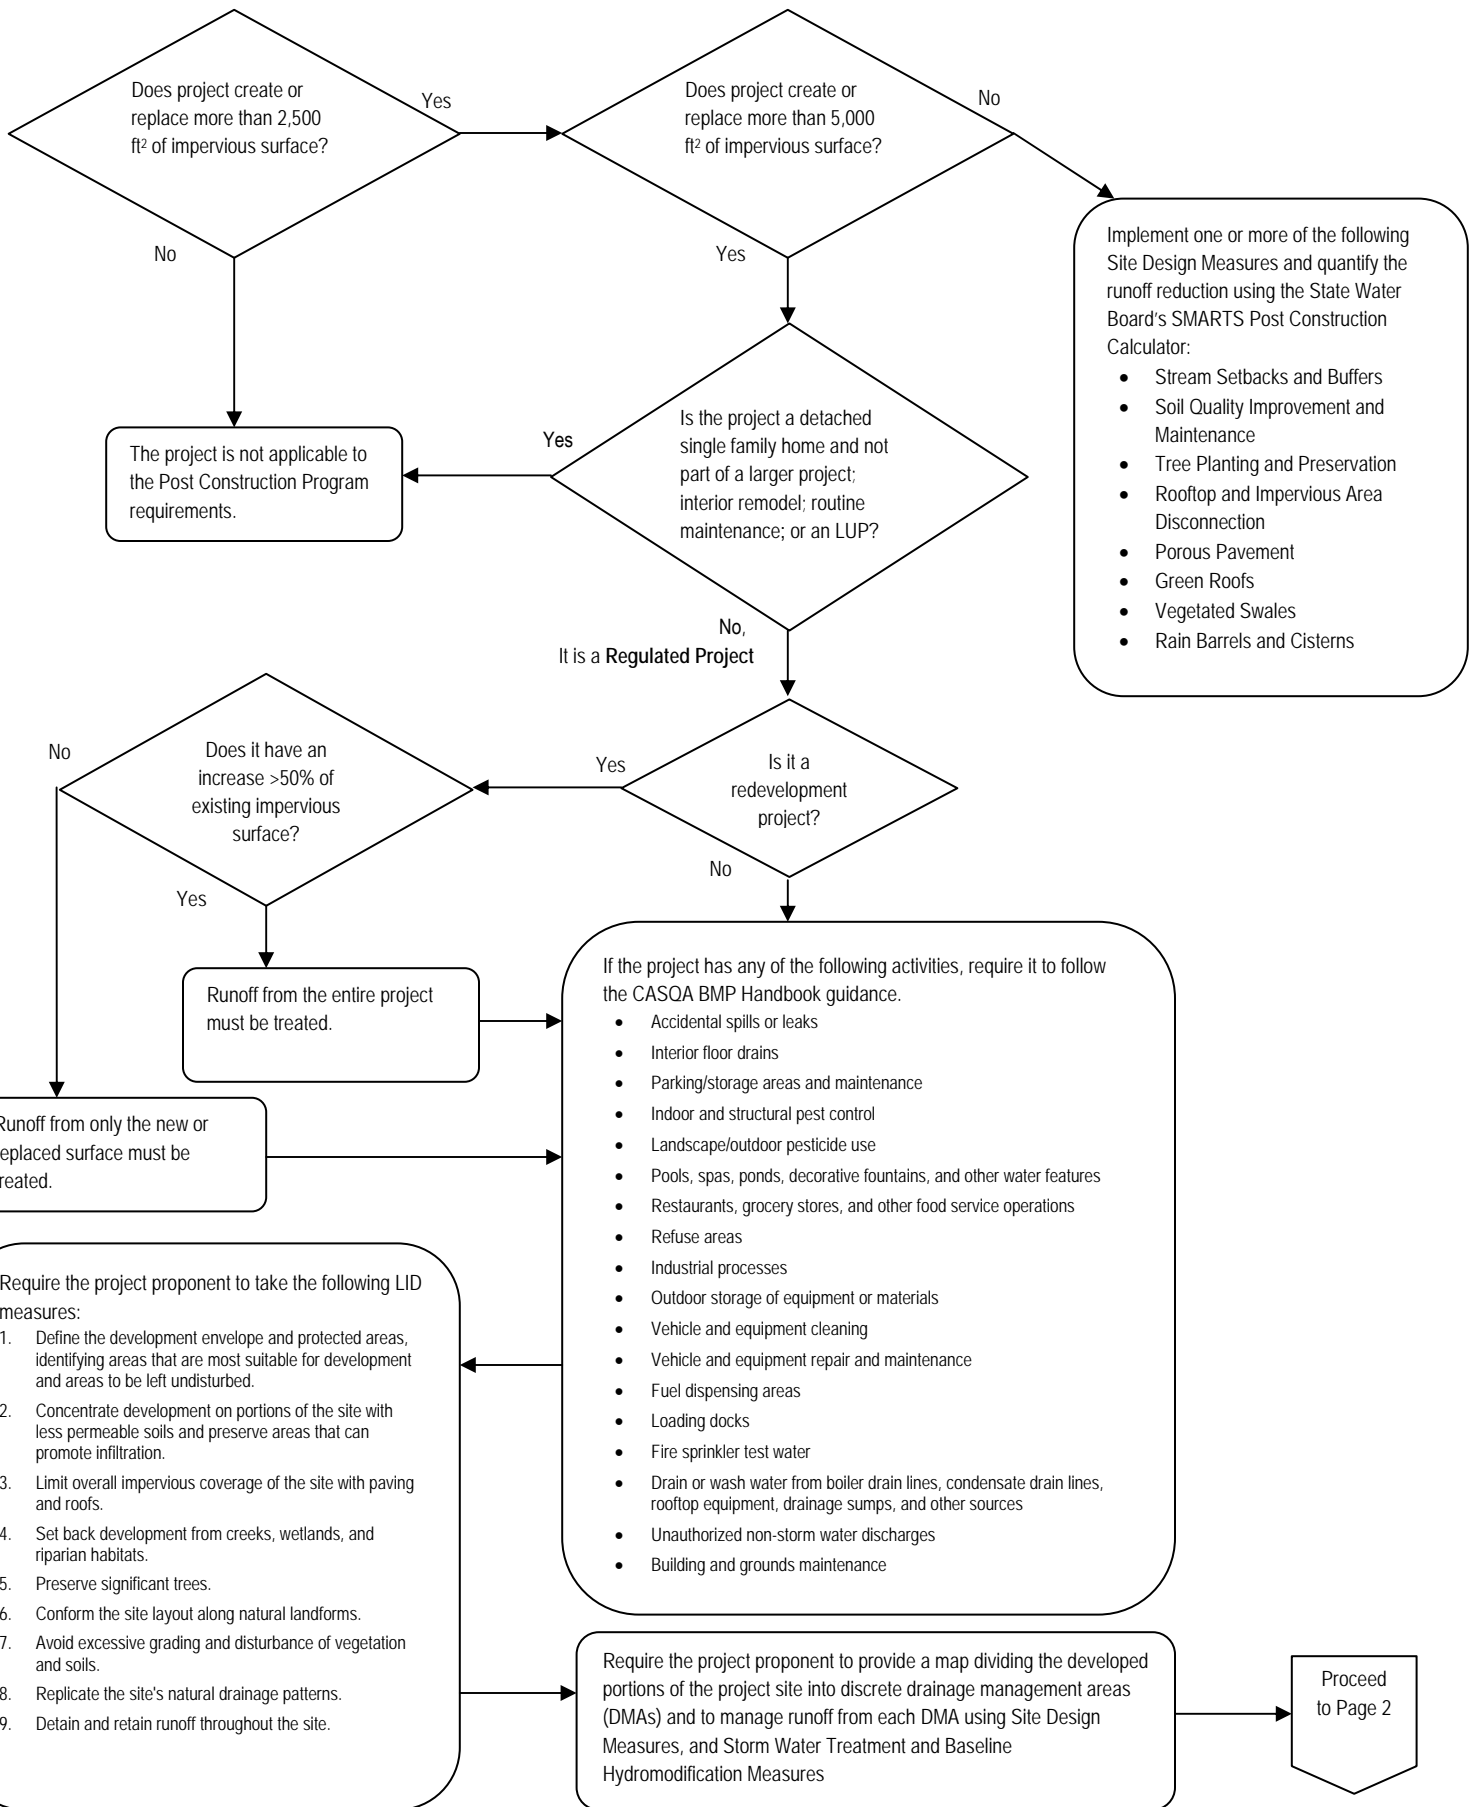 Does project create or
replace more than 2,500
ft² of impervious surface?
Yes
No
Does project create or
replace more than 5,000
ft² of impervious surface?
No
Yes
Implement one or more of the following
Site Design Measures and quantify the
runoff reduction using the State Water
Board's SMARTS Post Construction
Calculator:
• Stream Setbacks and Buffers
• Soil Quality Improvement and
Maintenance
• Tree Planting and Preservation
• Rooftop and Impervious Area
Disconnection
• Porous Pavement
• Green Roofs
• Vegetated Swales
• Rain Barrels and Cisterns
Is the project a detached
single family home and not
part of a larger project;
interior remodel; routine
maintenance; or an LUP?
Yes
The project is not applicable to
the Post Construction Program
requirements.
No,
It is a Regulated Project
Is it a
redevelopment
project?
Yes
No
Does it have an
increase >50% of
existing impervious
surface?
No
Yes
Runoff from the entire project
must be treated.
Runoff from only the new or
eplaced surface must be
reated.
If the project has any of the following activities, require it to follow
the CASQA BMP Handbook guidance.
• Accidental spills or leaks
• Interior floor drains
• Parking/storage areas and maintenance
• Indoor and structural pest control
• Landscape/outdoor pesticide use
• Pools, spas, ponds, decorative fountains, and other water features
• Restaurants, grocery stores, and other food service operations
• Refuse areas
• Industrial processes
• Outdoor storage of equipment or materials
• Vehicle and equipment cleaning
• Vehicle and equipment repair and maintenance
• Fuel dispensing areas
• Loading docks
• Fire sprinkler test water
• Drain or wash water from boiler drain lines, condensate drain lines,
rooftop equipment, drainage sumps, and other sources
• Unauthorized non-storm water discharges
• Building and grounds maintenance
Require the project proponent to take the following LID
measures:
1. Define the development envelope and protected areas,
identifying areas that are most suitable for development
and areas to be left undisturbed.
2. Concentrate development on portions of the site with
less permeable soils and preserve areas that can
promote infiltration.
3. Limit overall impervious coverage of the site with paving
and roofs.
4. Set back development from creeks, wetlands, and
riparian habitats.
5. Preserve significant trees.
6. Conform the site layout along natural landforms.
7. Avoid excessive grading and disturbance of vegetation
and soils.
8. Replicate the site's natural drainage patterns.
9. Detain and retain runoff throughout the site.
Require the project proponent to provide a map dividing the developed
portions of the project site into discrete drainage management areas
(DMAs) and to manage runoff from each DMA using Site Design
Measures, and Storm Water Treatment and Baseline
Hydromodification Measures
Proceed
to Page 2